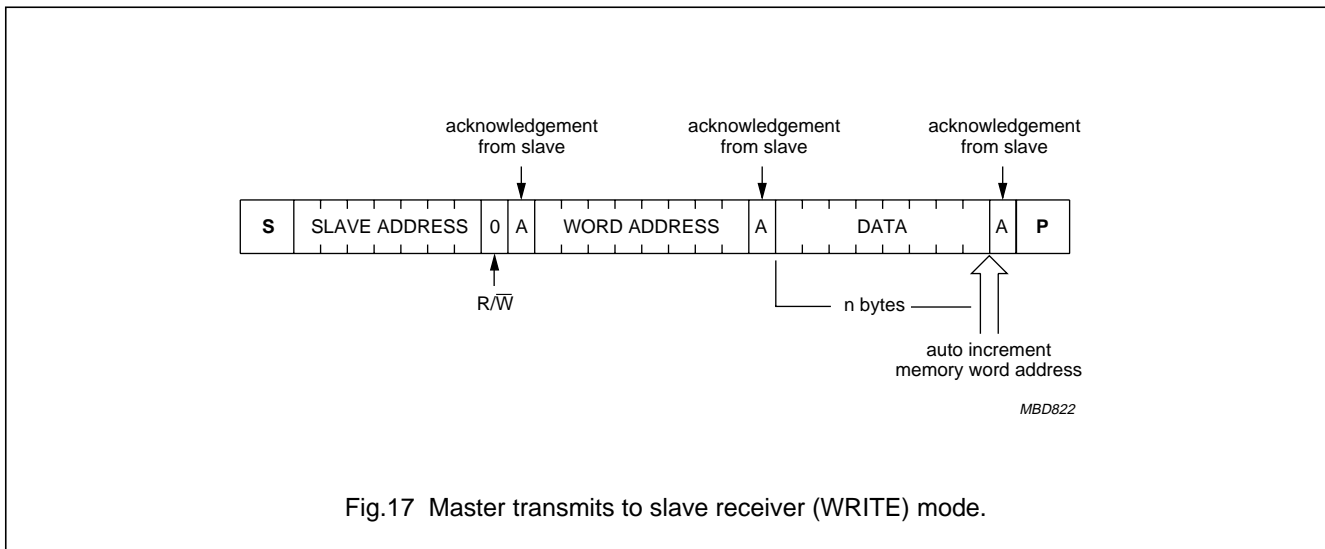 acknowledgement
from slave
acknowledgement
from slave
acknowledgement
from slave
S SLAVE ADDRESS 0 A WORD ADDRESS A DATA A P
R/W̅
n bytes
auto increment
memory word address
MBD822
Fig.17 Master transmits to slave receiver (WRITE) mode.